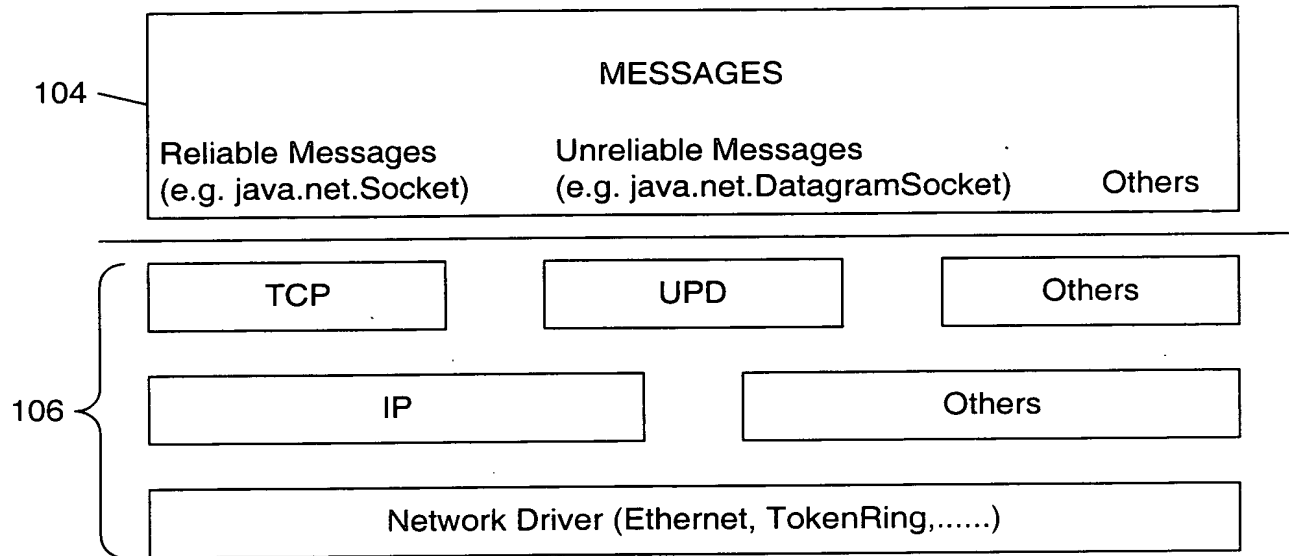 MESSAGES
104
Reliable Messages
(e.g. java.net.Socket)
Unreliable Messages
(e.g. java.net.DatagramSocket)
Others
TCP
UPD
Others
106
IP
Others
Network Driver (Ethernet, TokenRing,......)